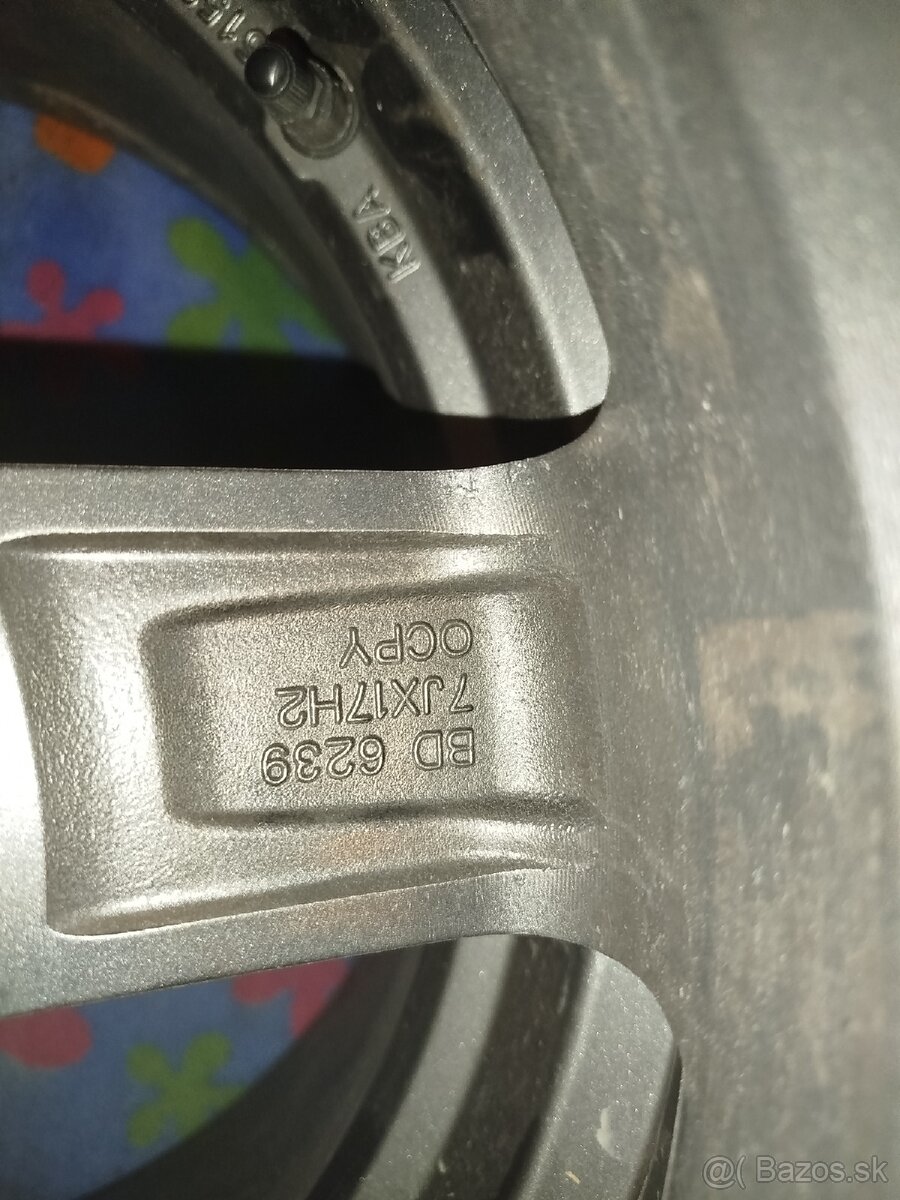 KBA
BD 6239
7JX17H2
OCPY
@( Bazos.sk